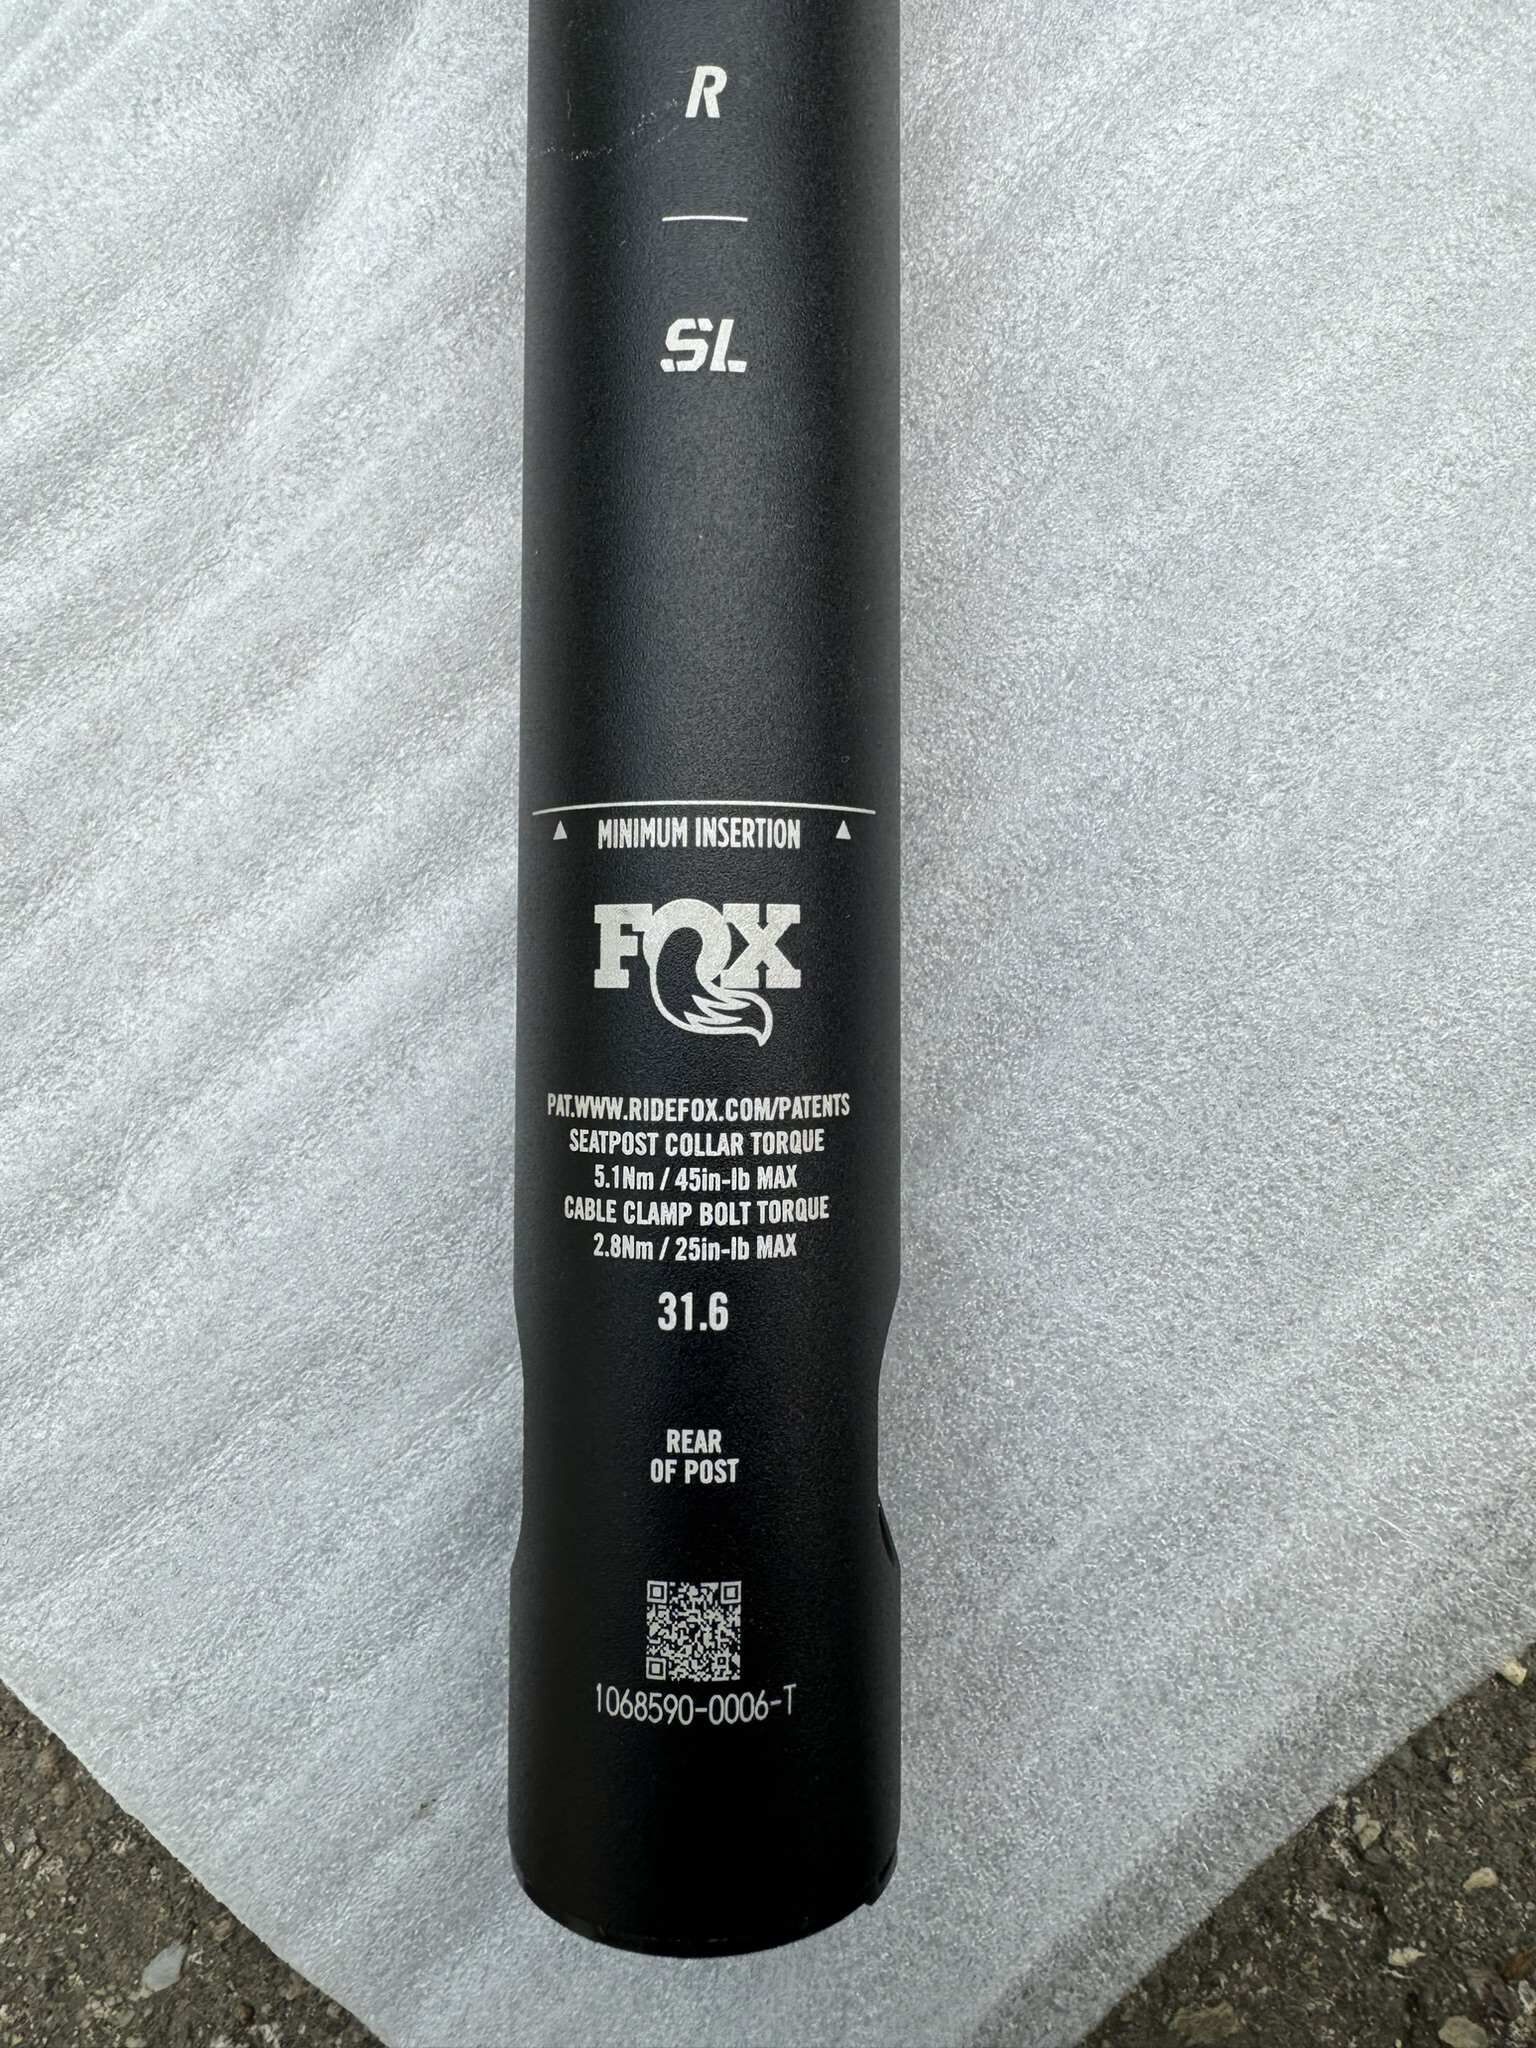 R
SL
MINIMUM INSERTION
FOX
PAT.WWW.RIDEFOX.COM/PATENTS
SEATPOST COLLAR TORQUE
5.1Nm / 45in-lb MAX
CABLE CLAMP BOLT TORQUE
2.8Nm / 25in-lb MAX
31.6
REAR
OF POST
1068590-0006-T